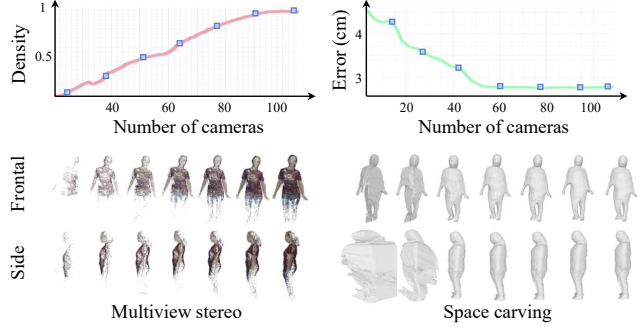 Density
1
0.5
40
60
80
100
Number of cameras
Error (cm)
4
3
20
40
60
80
100
Number of cameras
Frontal
Side
Multiview stereo
Space carving